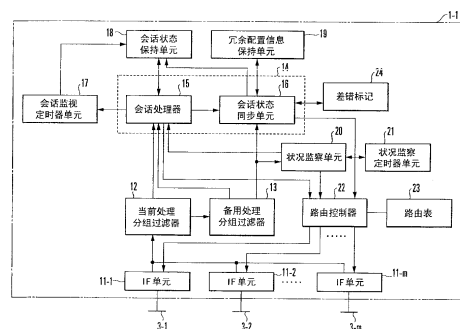 1-1
18
会话状态
保持单元
冗余配置信息
保持单元
19
14
17
会话监视
定时器单元
15
会话处理器
16
会话状态
同步单元
24
差错标记
20
状况监察单元
21
状况监察
定时器单元
12
当前处理
分组过滤器
13
备用处理
分组过滤器
22
路由控制器
23
路由表
11-1
IF单元
11-2
IF单元
11-m
IF单元
3-1
3-2
3-m